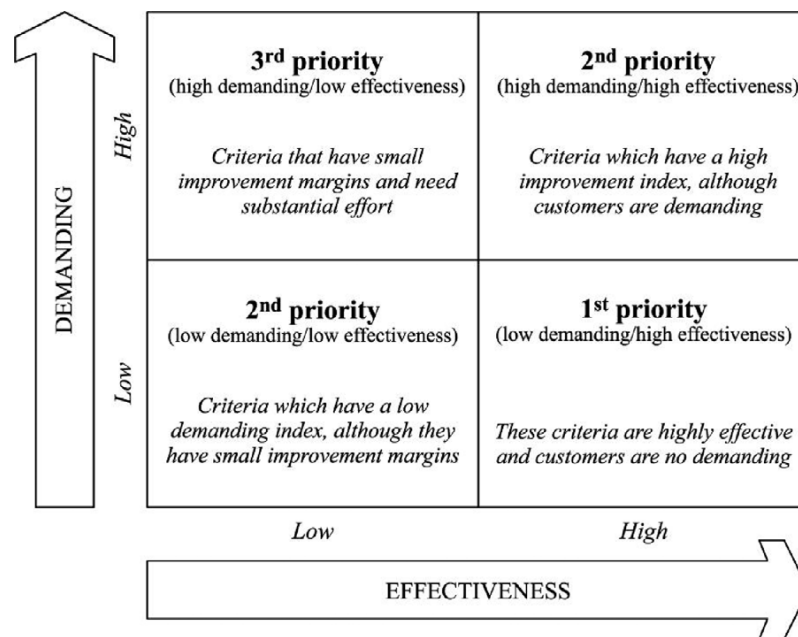 3rd priority
(high demanding/low effectiveness)
Criteria that have small
improvement margins and need
substantial effort
2nd priority
(high demanding/high effectiveness)
Criteria which have a high
improvement index, although
customers are demanding
2nd priority
(low demanding/low effectiveness)
Criteria which have a low
demanding index, although they
have small improvement margins
1st priority
(low demanding/high effectiveness)
These criteria are highly effective
and customers are no demanding
DEMANDING
High
Low
Low
High
EFFECTIVENESS